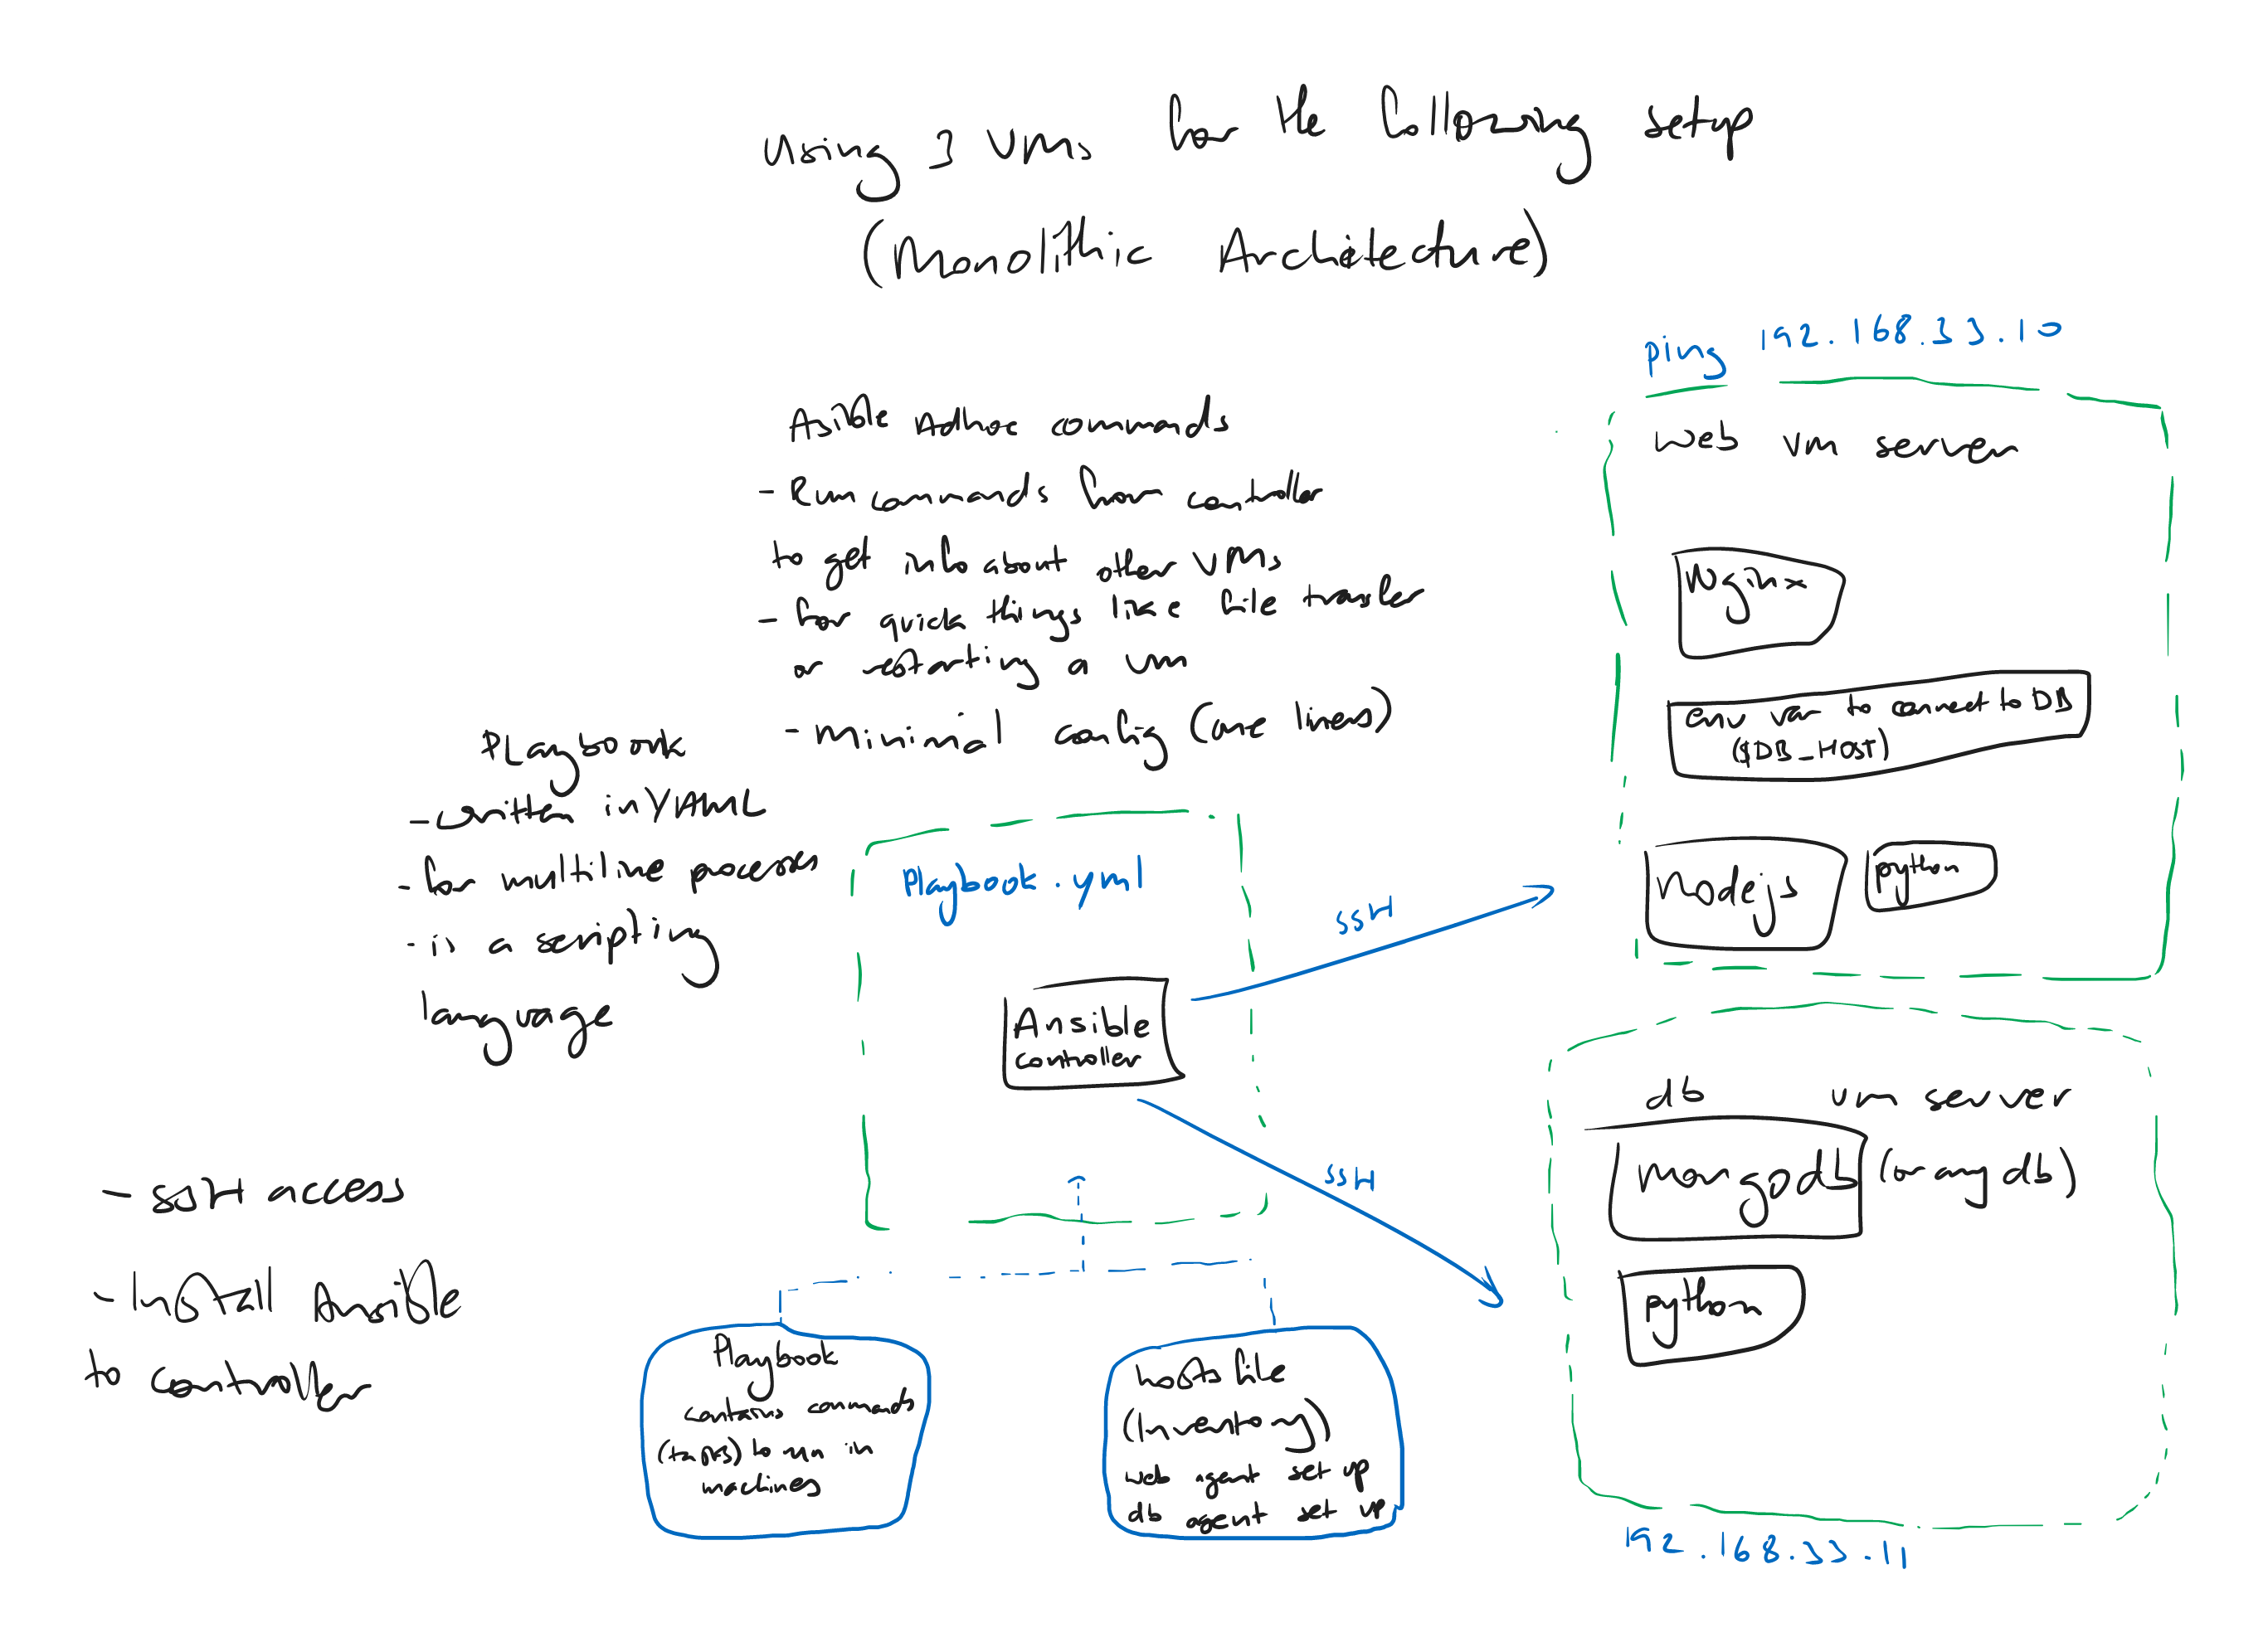 using 3 VMs for the following setup
(Monolithic Architecture)
ping 192.168.33.10
web vm server
Nginx
env var to connect to DB
($DB_HOST)
Nodejs
python
Asible Adhoc commands
- Run commands from controller
to get info about other VMs
- for quick things like file transfer
or restarting a vm
- Minimial config (one liners)
Playboork
- written in YAML
- for multiline processes
- is a scripting
language
playbook.yml
Ansible
controller
SSH
SSH
db vm server
mongodb (or any db)
python
192.168.33.11
- SSH access
- Install Ansible
to controller
Playbook
contains commands
(tasks) to run in
machines
hosts file
(Inventory)
web agent set up
db agent set up